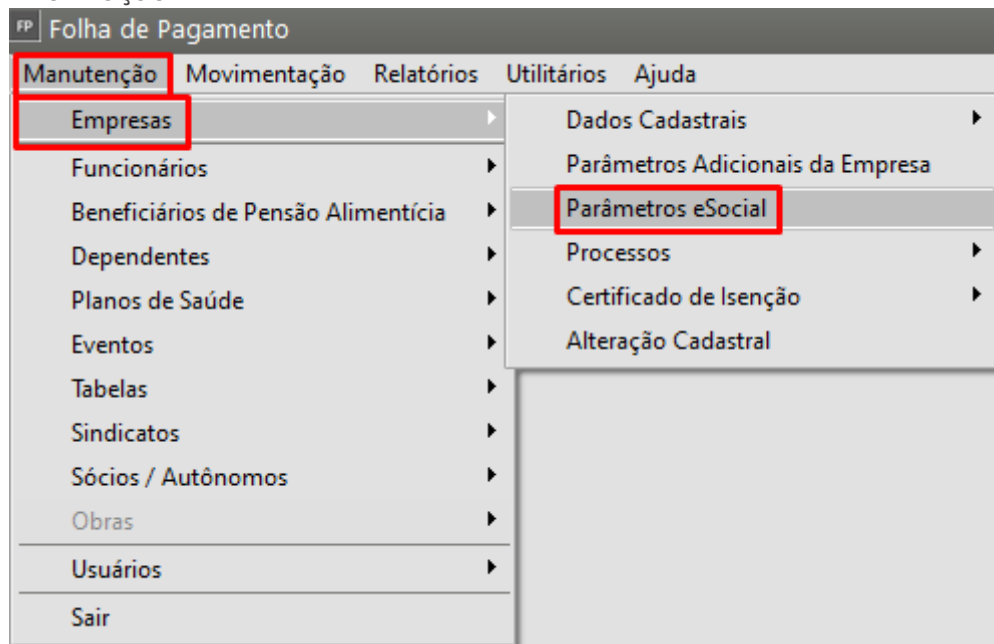 FP Folha de Pagamento
Manutenção Movimentação Relatórios Utilitários Ajuda
Empresas
Funcionários
Beneficiários de Pensão Alimentícia
Dependentes
Planos de Saúde
Eventos
Tabelas
Sindicatos
Sócios / Autônomos
Obras
Usuários
Sair
Dados Cadastrais
Parâmetros Adicionais da Empresa
Parâmetros eSocial
Processos
Certificado de Isenção
Alteração Cadastral